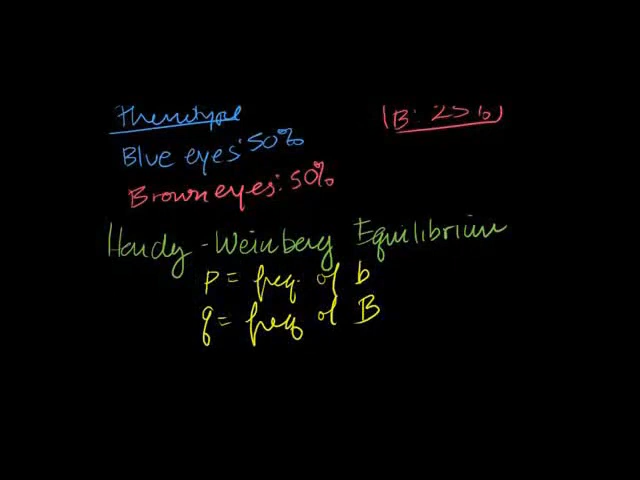 Phenotype
B: 25%
Blue eyes: 50%
Brown eyes: 50%
Hardy-Weinberg Equilibrium
p = freq. of b
q = freq of B